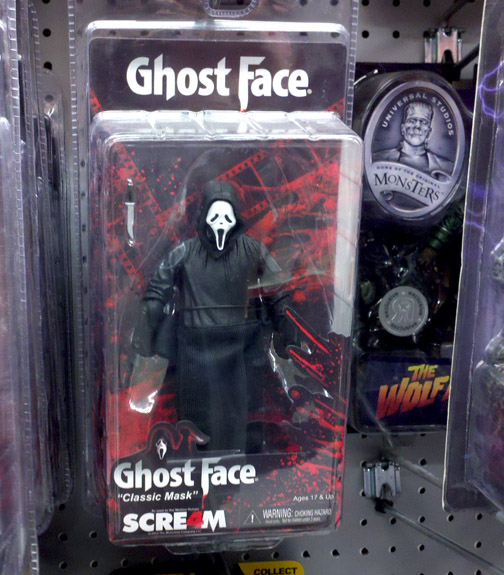 Ghost Face®
Ghost Face®
"Classic Mask"
Ages 17 & Up
SCRE4M
WARNING: CHOKING HAZARD
COLLECT
UNIVERSAL STUDIOS
MONSTERS
THE
WOLF